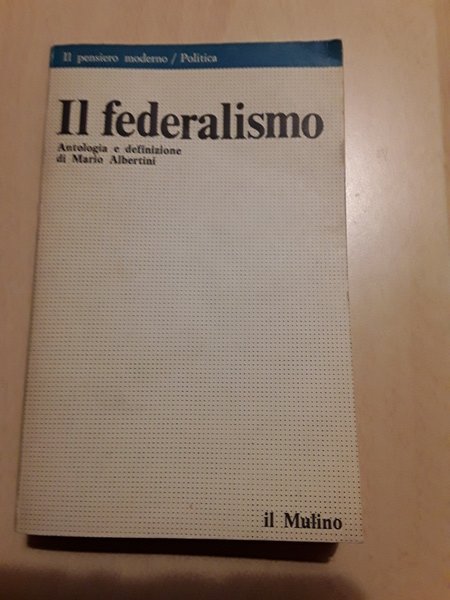 Il pensiero moderno / Politica
Il federalismo
Antologia e definizione
di Mario Albertini
il Mulino